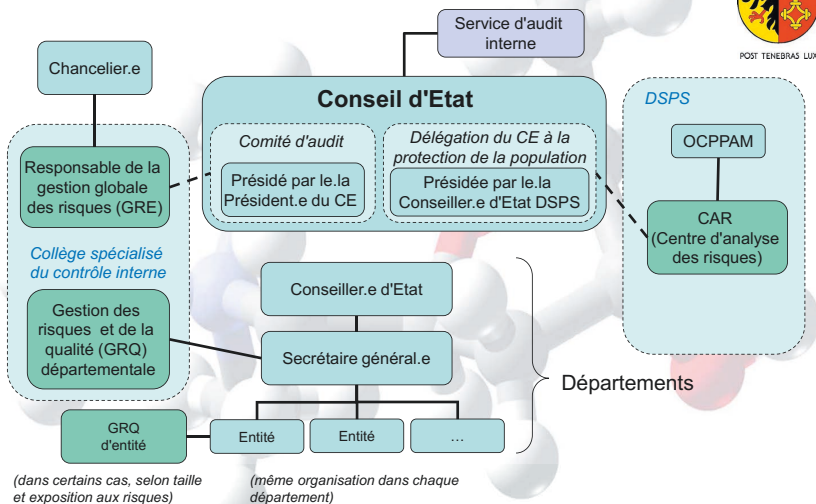 Service d'audit
interne
POST TENEBRAS LUX
Chancelier.e
Conseil d'Etat
Comité d'audit
Présidé par le.la
Président.e du CE
Délégation du CE à la
protection de la population
Présidée par le.la
Conseiller.e d'Etat DSPS
DSPS
OCPPAM
CAR
(Centre d'analyse
des risques)
Responsable de la
gestion globale
des risques (GRE)
Collège spécialisé
du contrôle interne
Gestion des
risques et de la
qualité (GRQ)
départementale
Conseiller.e d'Etat
Secrétaire général.e
Départements
GRQ
d'entité
Entité
Entité
...
(dans certains cas, selon taille
et exposition aux risques)
(même organisation dans chaque
département)